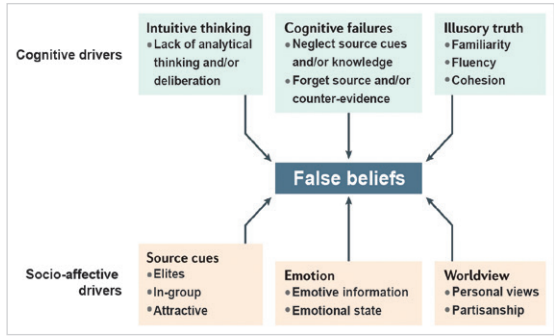 Cognitive drivers
Intuitive thinking
• Lack of analytical
thinking and/or
deliberation
Cognitive failures
• Neglect source cues
and/or knowledge
• Forget source and/or
counter-evidence
Illusory truth
• Familiarity
• Fluency
• Cohesion
False beliefs
Socio-affective
drivers
Source cues
• Elites
• In-group
• Attractive
Emotion
• Emotive information
• Emotional state
Worldview
• Personal views
• Partisanship